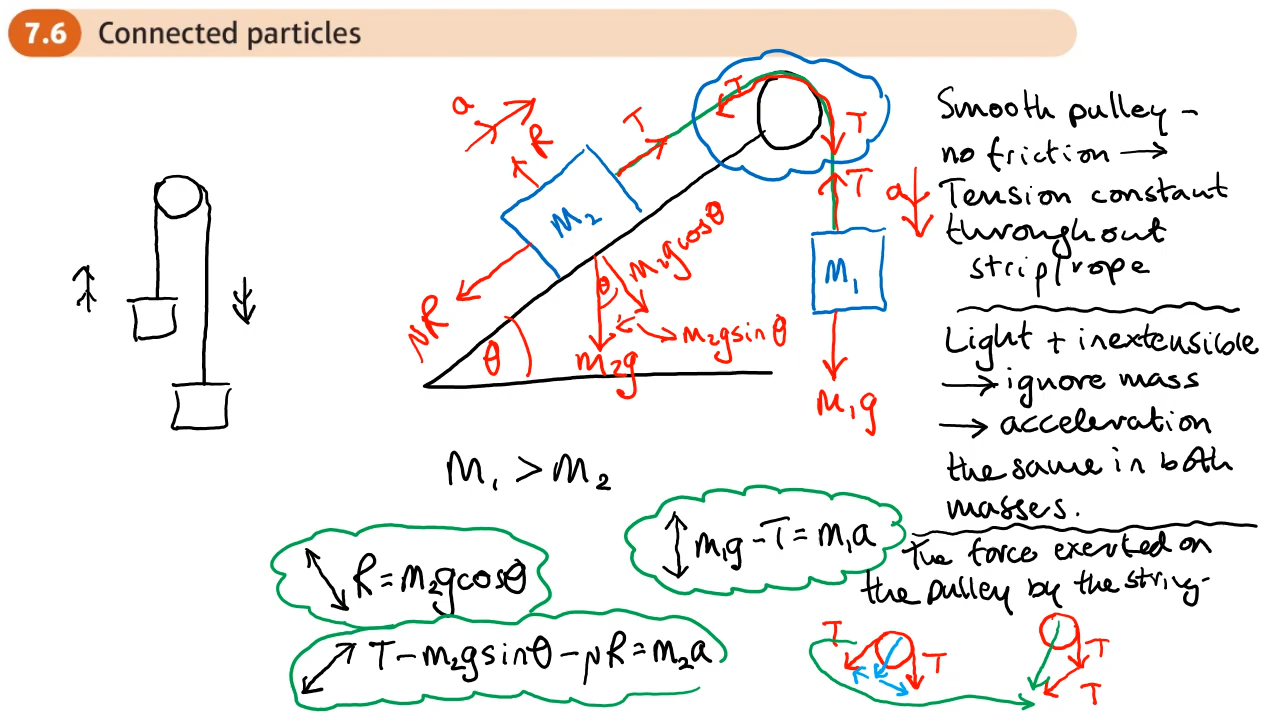 7.6 Connected particles
a
R
T
T
T
T
a
M₂
M₁
μR
θ
θ
m₂gcosθ
m₂gsinθ
m₂g
M₁g
Smooth pulley -
no friction →
Tension constant
throughout
strip/rope
Light + inextensible
→ ignore mass
→ acceleration
the same in both
masses.
The force exerted on
the pulley by the string.
M₁ > M₂
m₁g - T = m₁a
R = m₂gcosθ
T - m₂gsinθ - μR = m₂a
T
T
T
T